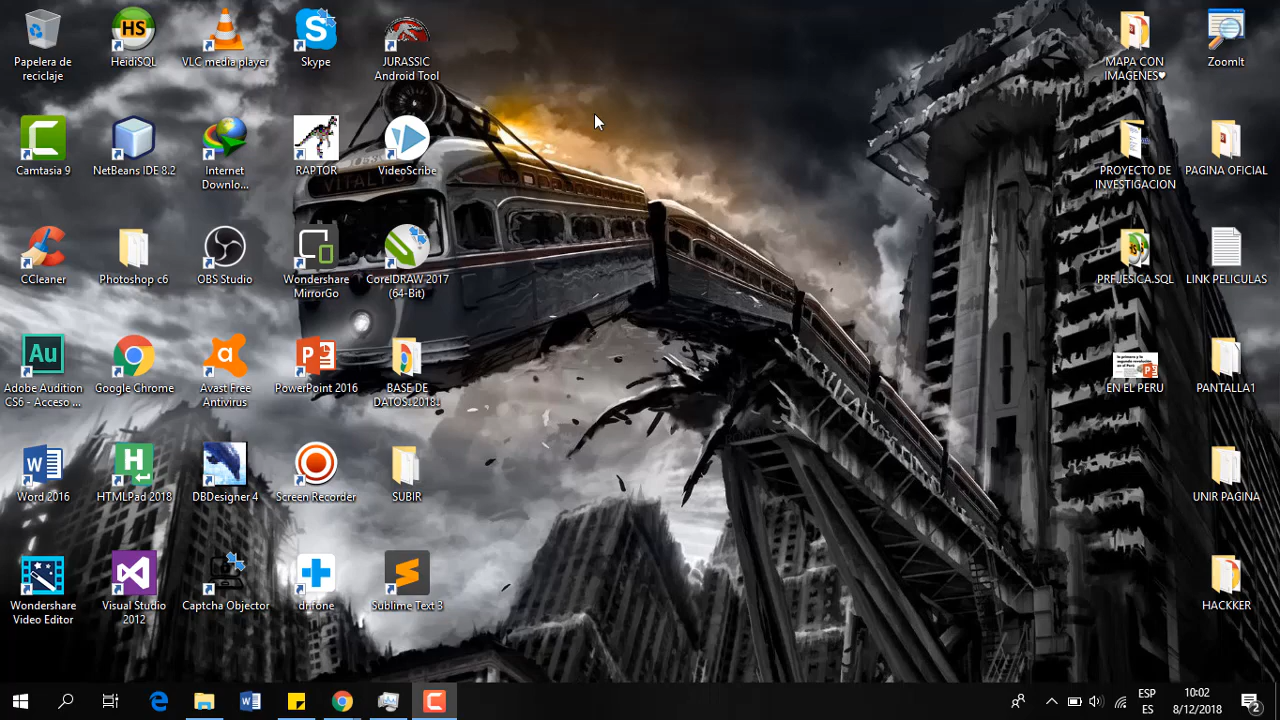 Papelera de
reciclaje
HeidiSQL
VLC media player
Skype
JURASSIC
Android Tool
MAPA CON
IMAGENES♥
ZoomIt
Camtasia 9
NetBeans IDE 8.2
Internet
Downlo...
RAPTOR
VideoScribe
PROYECTO DE
INVESTIGACION
PAGINA OFICIAL
CCleaner
Photoshop c6
OBS Studio
Wondershare
MirrorGo
CorelDRAW 2017
(64-Bit)
PRFJESICA.SQL
LINK PELICULAS
Adobe Audition
CS6 - Acceso ...
Google Chrome
Avast Free
Antivirus
PowerPoint 2016
BASE DE
EN EL PERU
PANTALLA1
Word 2016
HTMLPad 2018
DBDesigner 4
Screen Recorder
SUBIR
UNIR PAGINA
Wondershare
Video Editor
Visual Studio
2012
Captcha Objector
drfone
Sublime Text 3
HACKKER
HS
Au
ESP
ES
10:02
8/12/2018
2